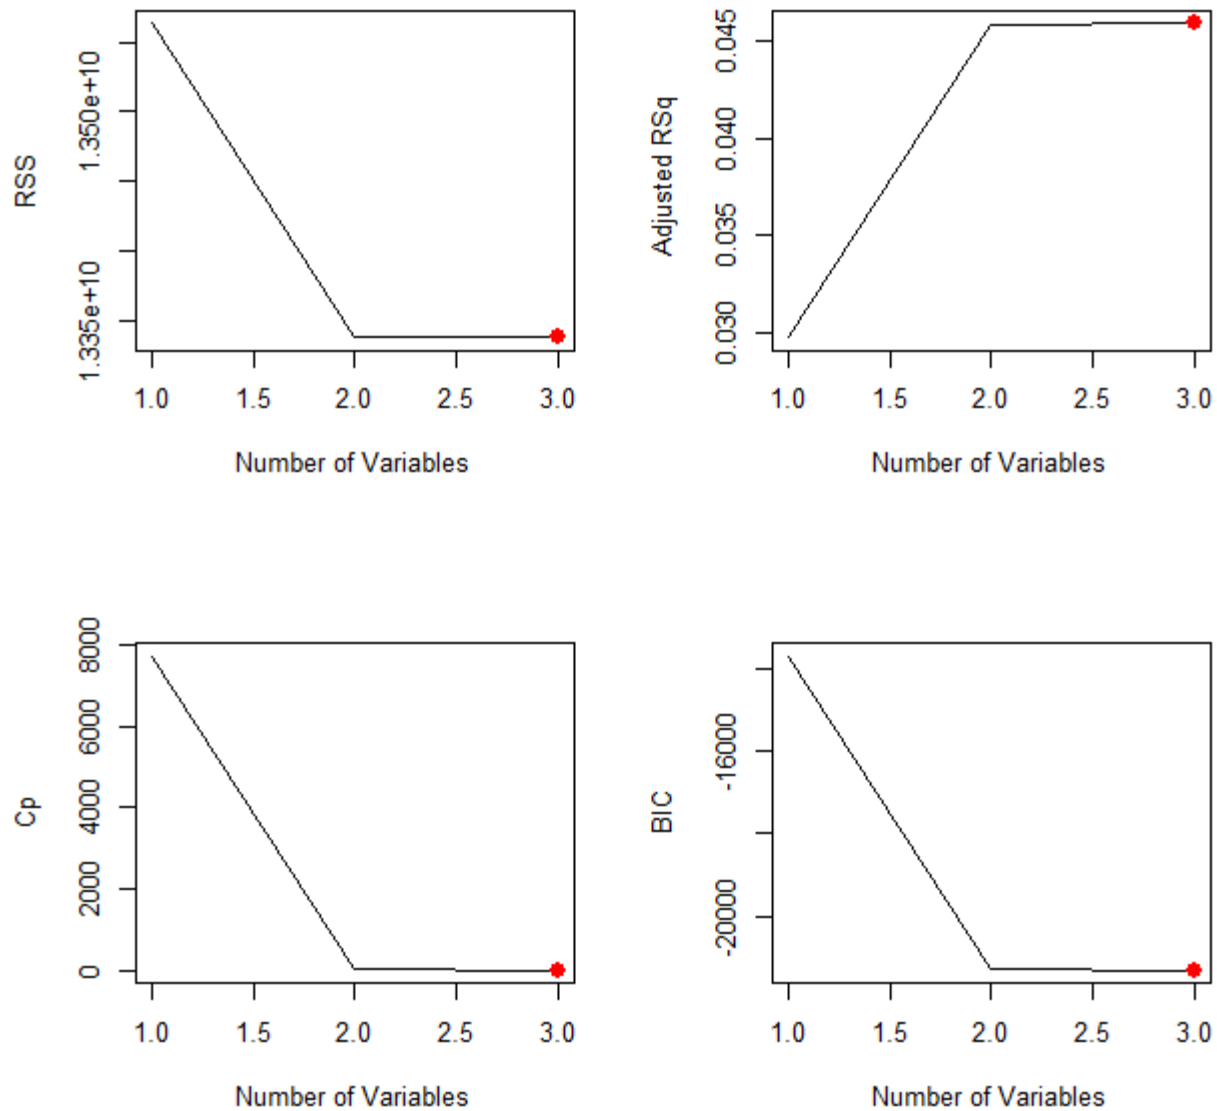 RSS
1.350e+10
1.335e+10
1.0 1.5 2.0 2.5 3.0
Number of Variables
Adjusted RSq
0.045
0.040
0.035
0.030
1.0 1.5 2.0 2.5 3.0
Number of Variables
Cp
8000
6000
4000
2000
0
1.0 1.5 2.0 2.5 3.0
Number of Variables
BIC
-16000
-20000
1.0 1.5 2.0 2.5 3.0
Number of Variables